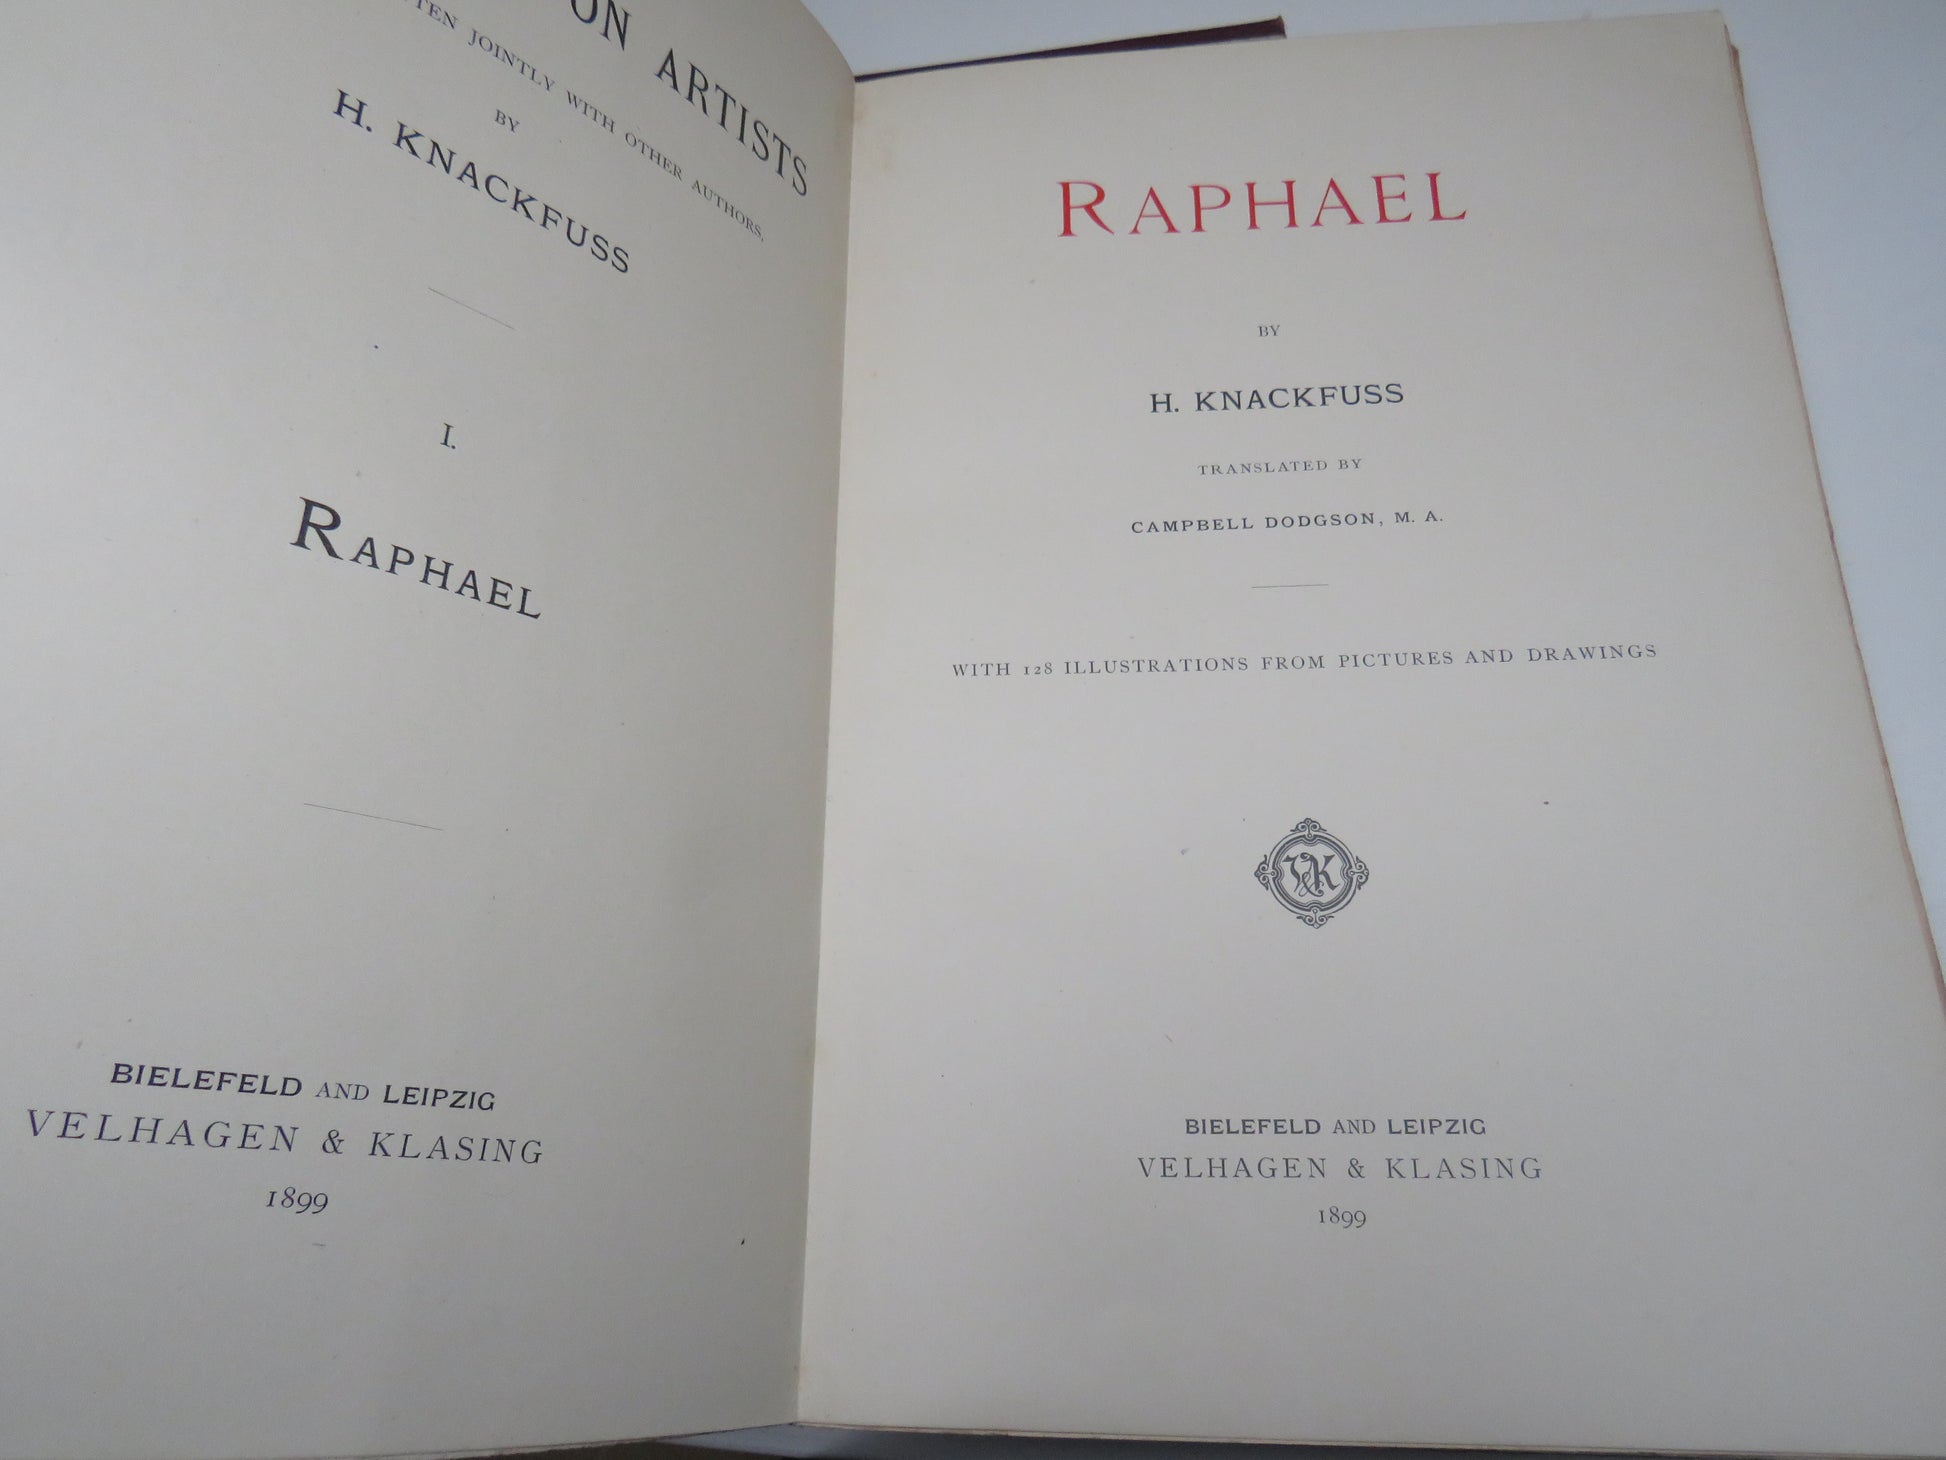 ON ARTISTS
JOINTLY WITH OTHER AUTHORS.
BY
H. KNACKFUSS
I.
RAPHAEL
BIELEFELD AND LEIPZIG
VELHAGEN & KLASING
1899
RAPHAEL
BY
H. KNACKFUSS
TRANSLATED BY
CAMPBELL DODGSON, M. A.
WITH 128 ILLUSTRATIONS FROM PICTURES AND DRAWINGS
V&K
BIELEFELD AND LEIPZIG
VELHAGEN & KLASING
1899